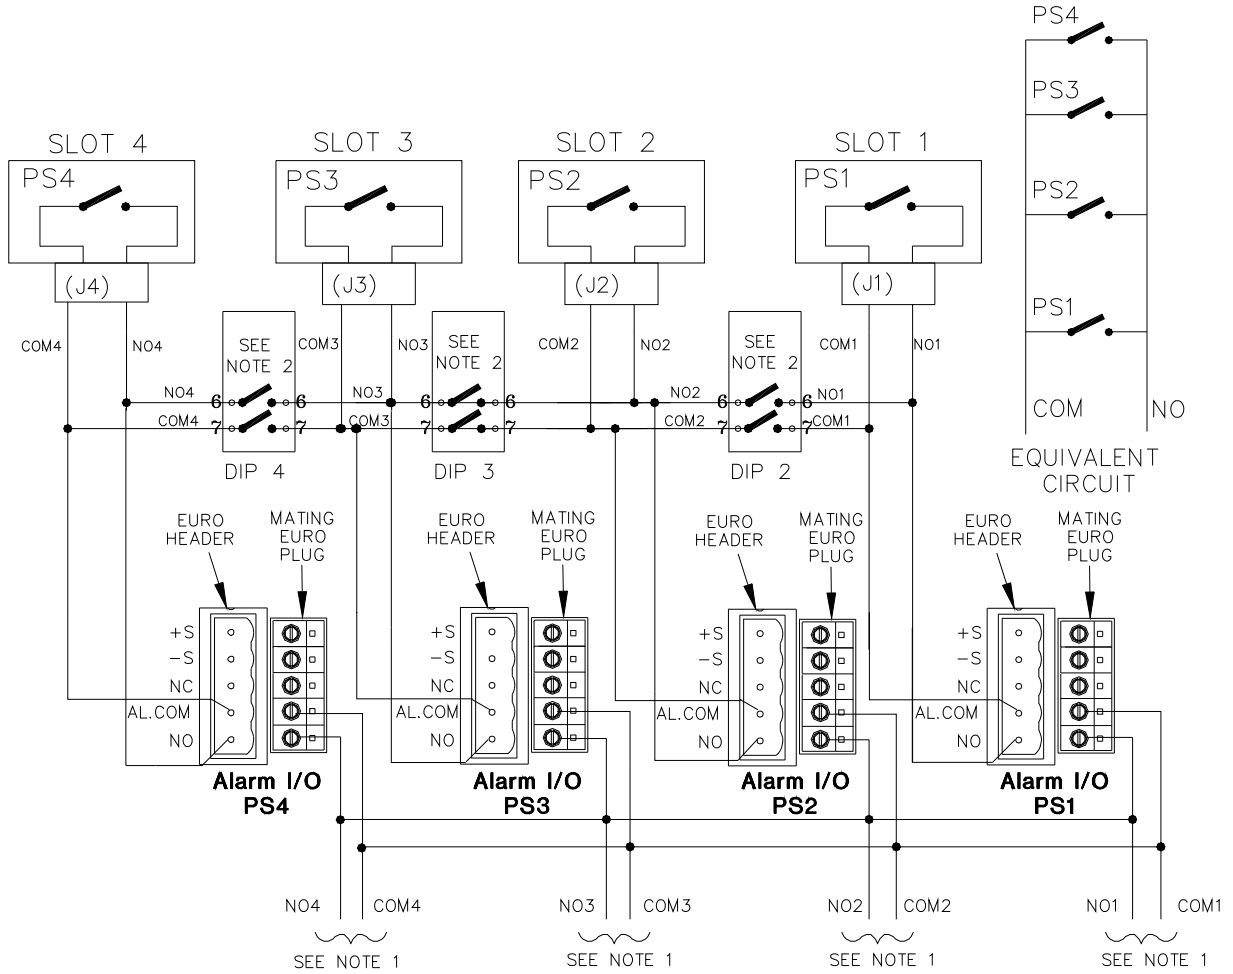 PS4
PS3
PS2
PS1
COM NO
EQUIVALENT
CIRCUIT
SLOT 4 SLOT 3 SLOT 2 SLOT 1
PS4 PS3 PS2 PS1
(J4) (J3) (J2) (J1)
COM4 NO4 COM3 NO3 COM2 NO2 COM1 NO1
SEE
NOTE 2
SEE
NOTE 2
SEE
NOTE 2
NO4 6 6 NO3 6 6 NO2 6 6 NO1
COM4 7 7 COM3 7 7 COM2 7 7 COM1
DIP 4 DIP 3 DIP 2
EURO
HEADER
MATING
EURO
PLUG
EURO
HEADER
MATING
EURO
PLUG
EURO
HEADER
MATING
EURO
PLUG
EURO
HEADER
MATING
EURO
PLUG
+S +S +S +S
-S -S -S -S
NC NC NC NC
AL.COM AL.COM AL.COM AL.COM
NO NO NO NO
Alarm I/O Alarm I/O Alarm I/O Alarm I/O
PS4 PS3 PS2 PS1
NO4 COM4 NO3 COM3 NO2 COM2 NO1 COM1
SEE NOTE 1 SEE NOTE 1 SEE NOTE 1 SEE NOTE 1